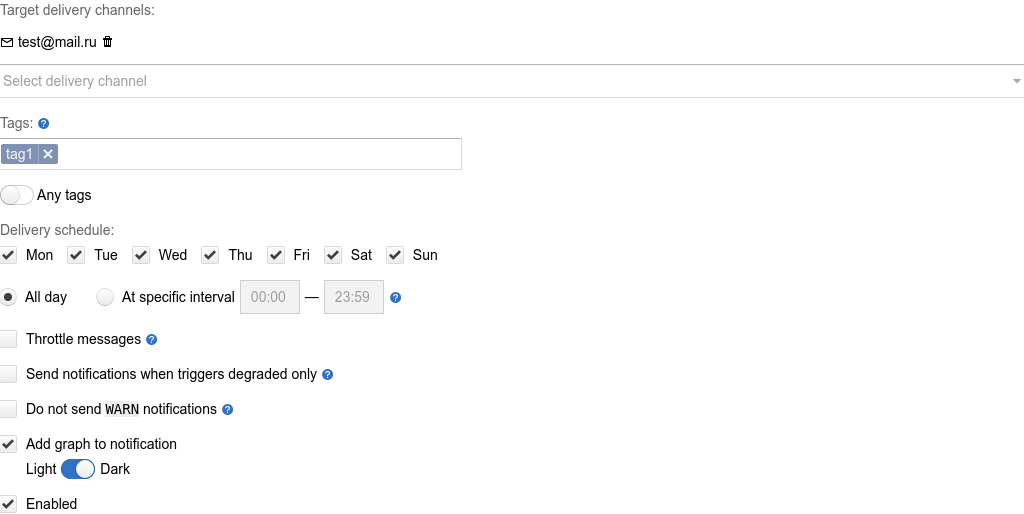 Target delivery channels:
test@mail.ru
Select delivery channel
Tags: ?
tag1
Any tags
Delivery schedule:
Mon Tue Wed Thu Fri Sat Sun
All day At specific interval 00:00 — 23:59 ?
Throttle messages ?
Send notifications when triggers degraded only ?
Do not send WARN notifications ?
Add graph to notification
Light Dark
Enabled